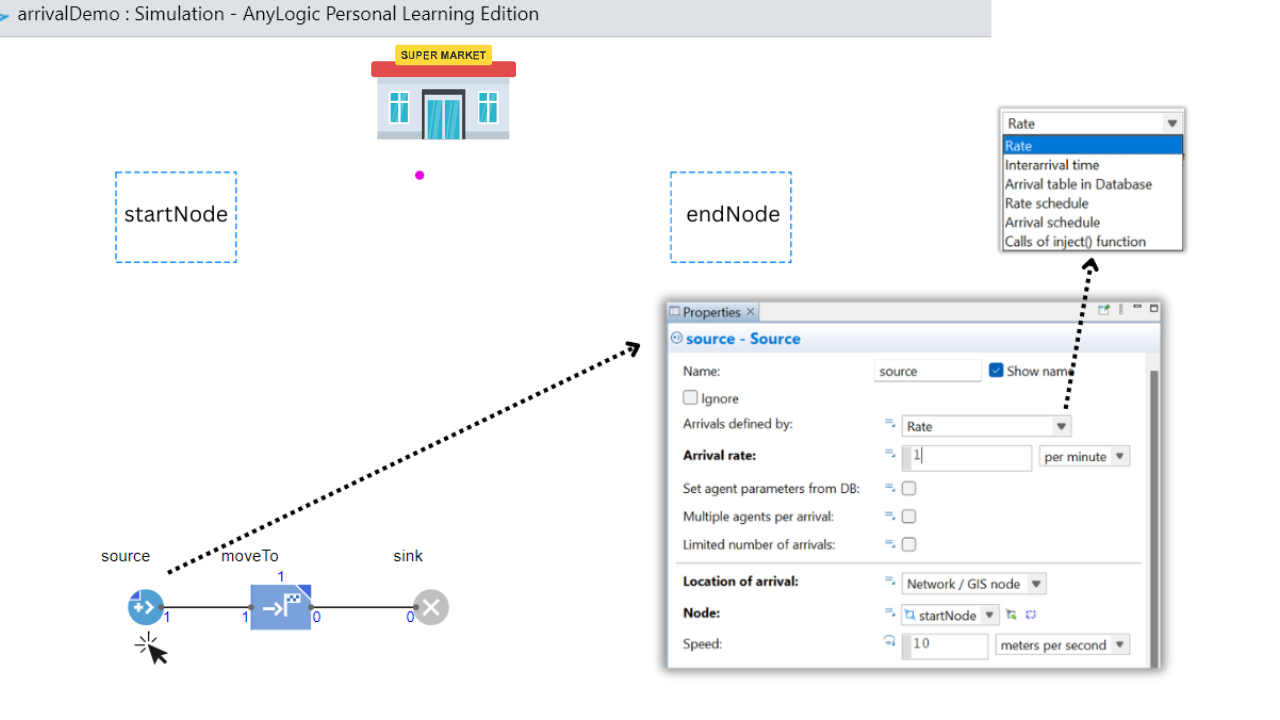 arrivalDemo : Simulation - AnyLogic Personal Learning Edition
SUPER MARKET
startNode
endNode
Rate
Rate
Interarrival time
Arrival table in Database
Rate schedule
Arrival schedule
Calls of inject() function
Properties
source - Source
Name: source Show name
Ignore
Arrivals defined by: Rate
Arrival rate: 1 per minute
Set agent parameters from DB:
Multiple agents per arrival:
Limited number of arrivals:
Location of arrival: Network / GIS node
Node: startNode
Speed: 10 meters per second
source moveTo sink
1
1 1 0 0